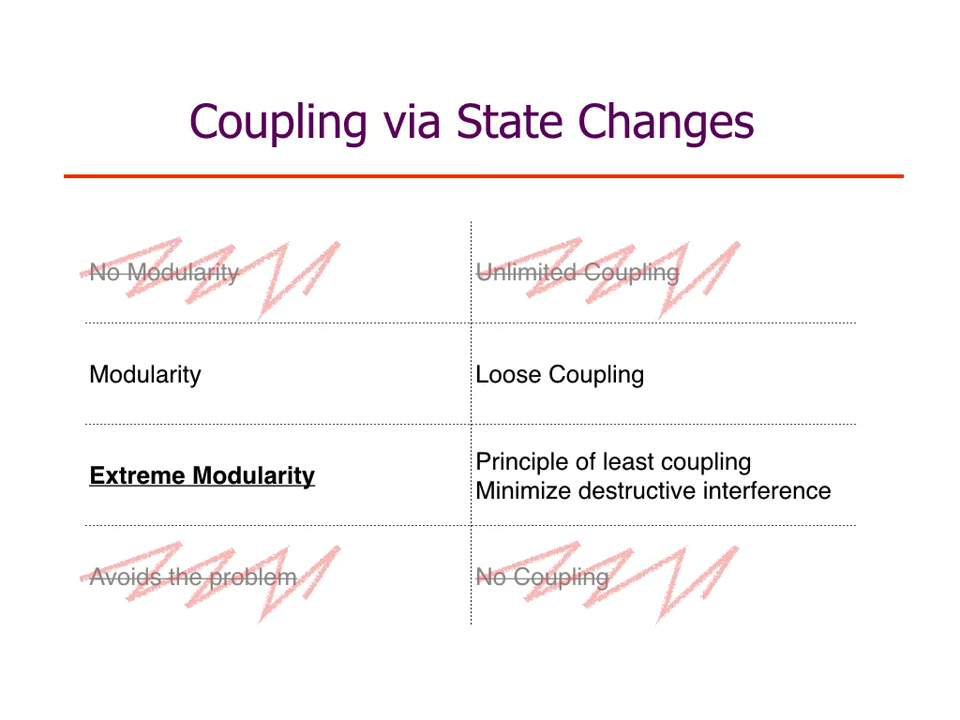 Coupling via State Changes
No Modularity
Unlimited Coupling
Modularity
Loose Coupling
Extreme Modularity
Principle of least coupling
Minimize destructive interference
Avoids the problem
No Coupling